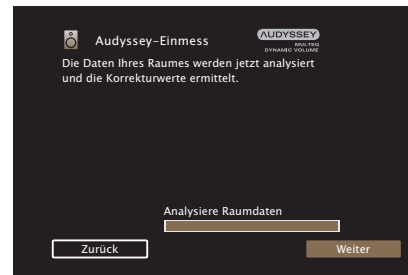 Audyssey-Einmess
AUDYSSEY
MULTEQ
DYNAMIC VOLUME
Die Daten Ihres Raumes werden jetzt analysiert
und die Korrekturwerte ermittelt.
Analysiere Raumdaten
Zurück
Weiter